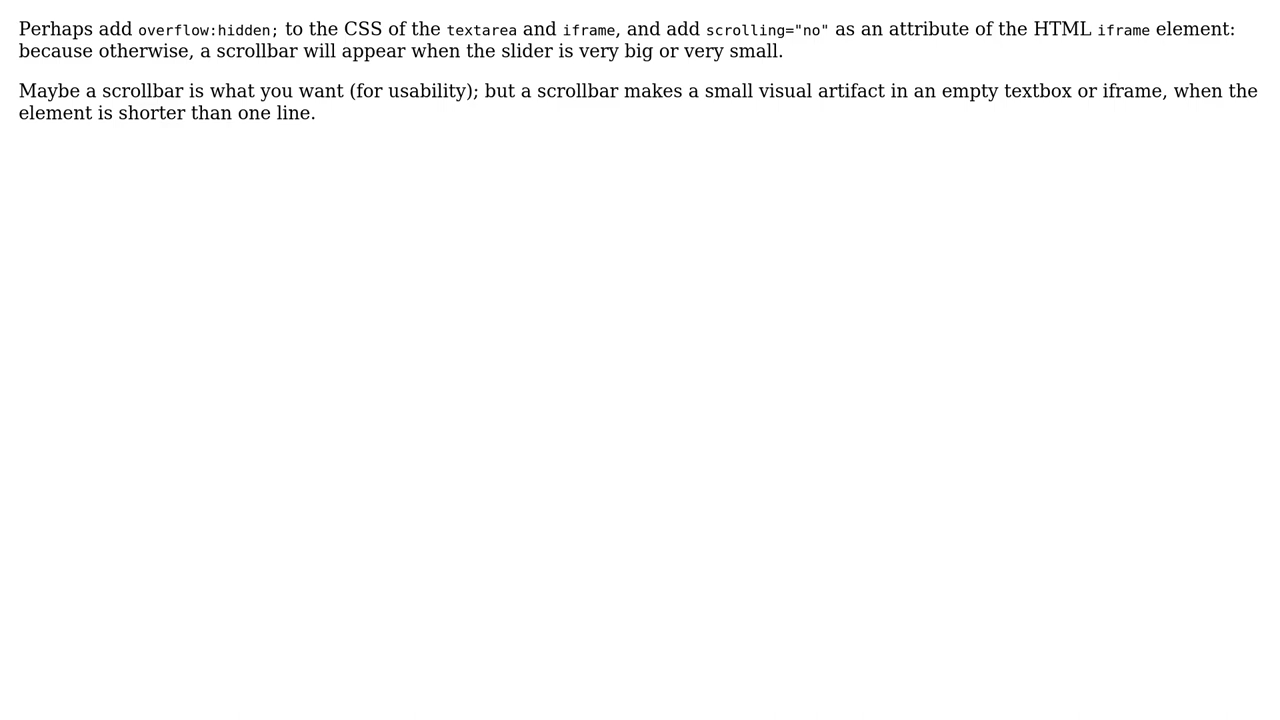 Perhaps add overflow:hidden; to the CSS of the textarea and iframe, and add scrolling="no" as an attribute of the HTML iframe element:
because otherwise, a scrollbar will appear when the slider is very big or very small.
Maybe a scrollbar is what you want (for usability); but a scrollbar makes a small visual artifact in an empty textbox or iframe, when the
element is shorter than one line.